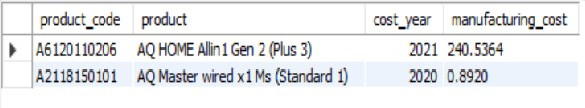 product_code product cost_year manufacturing_cost
A6120110206 AQ HOME Allin1 Gen 2 (Plus 3) 2021 240.5364
A2118150101 AQ Master wired x1 Ms (Standard 1) 2020 0.8920